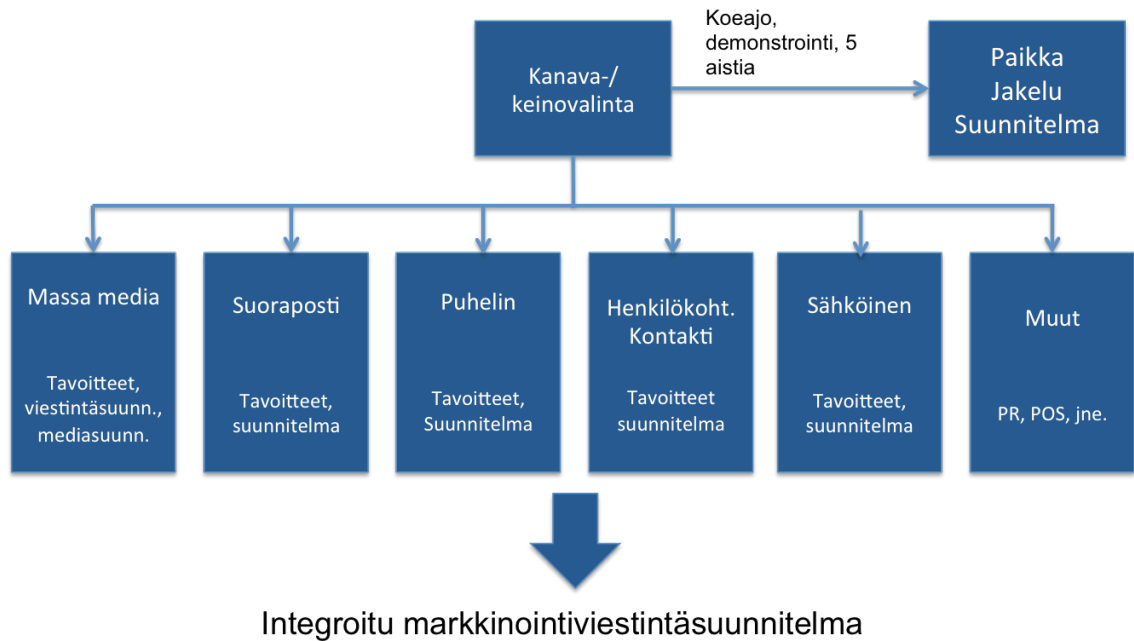 Koeajo,
demonstrointi, 5
aistia
Kanava-/
keinovalinta
Paikka
Jakelu
Suunnitelma
Massa media
Tavoitteet,
viestintäsuunn.,
mediasuunn.
Suoraposti
Tavoitteet,
suunnitelma
Puhelin
Tavoitteet,
Suunnitelma
Henkilökoht.
Kontakti
Tavoitteet
suunnitelma
Sähköinen
Tavoitteet,
suunnitelma
Muut
PR, POS, jne.
Integroitu markkinointiviestintäsuunnitelma